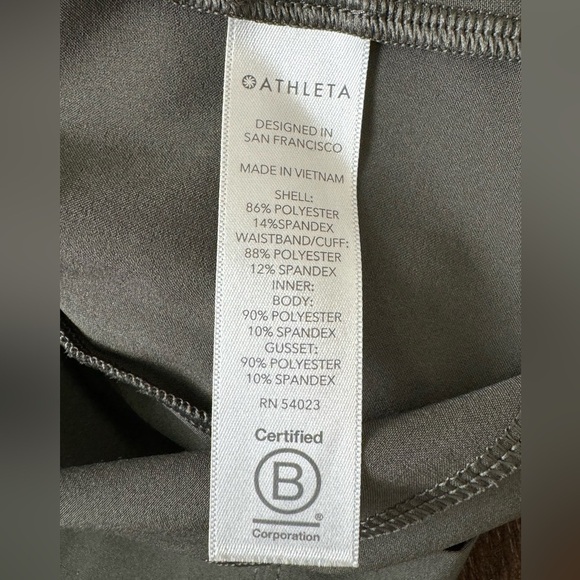 ATHLETA
DESIGNED IN
SAN FRANCISCO
MADE IN VIETNAM
SHELL:
86% POLYESTER
14%SPANDEX
WAISTBAND/CUFF:
88% POLYESTER
12% SPANDEX
INNER:
BODY:
90% POLYESTER
10% SPANDEX
GUSSET:
90% POLYESTER
10% SPANDEX
RN 54023
Certified
B
®
Corporation